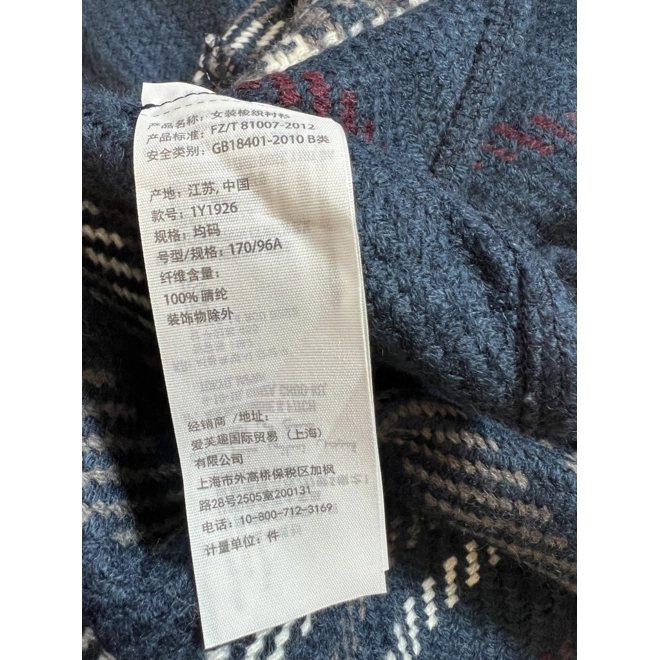 产品名称: 女装梭织衬衫
产品标准: FZ/T 81007-2012
安全类别: GB18401-2010 B类
产地: 江苏, 中国
款号: 1Y1926
规格: 均码
号型/规格: 170/96A
纤维含量:
100% 腈纶
装饰物除外
经销商 /地址:
爱芙趣国际贸易 (上海)
有限公司
上海市外高桥保税区加枫
路28号2505室200131
电话: 10-800-712-3169
计量单位: 件